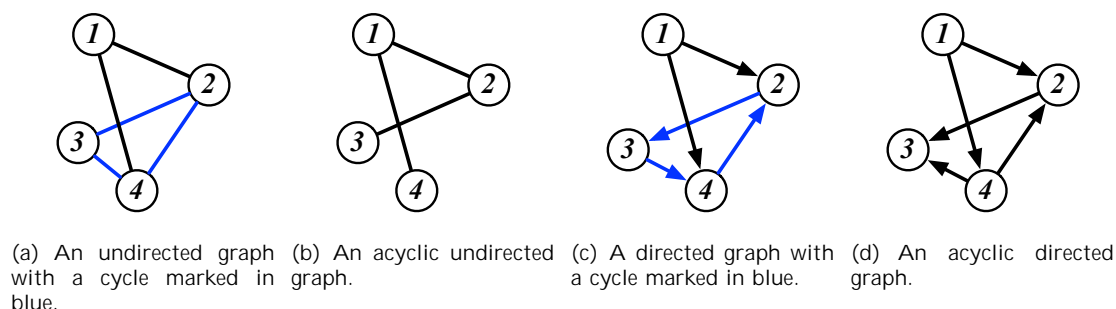 1
2
3
4
1
2
3
4
1
2
3
4
1
2
3
4
(a) An undirected graph
with a cycle marked in
blue.
(b) An acyclic undirected
graph.
(c) A directed graph with
a cycle marked in blue.
(d) An acyclic directed
graph.